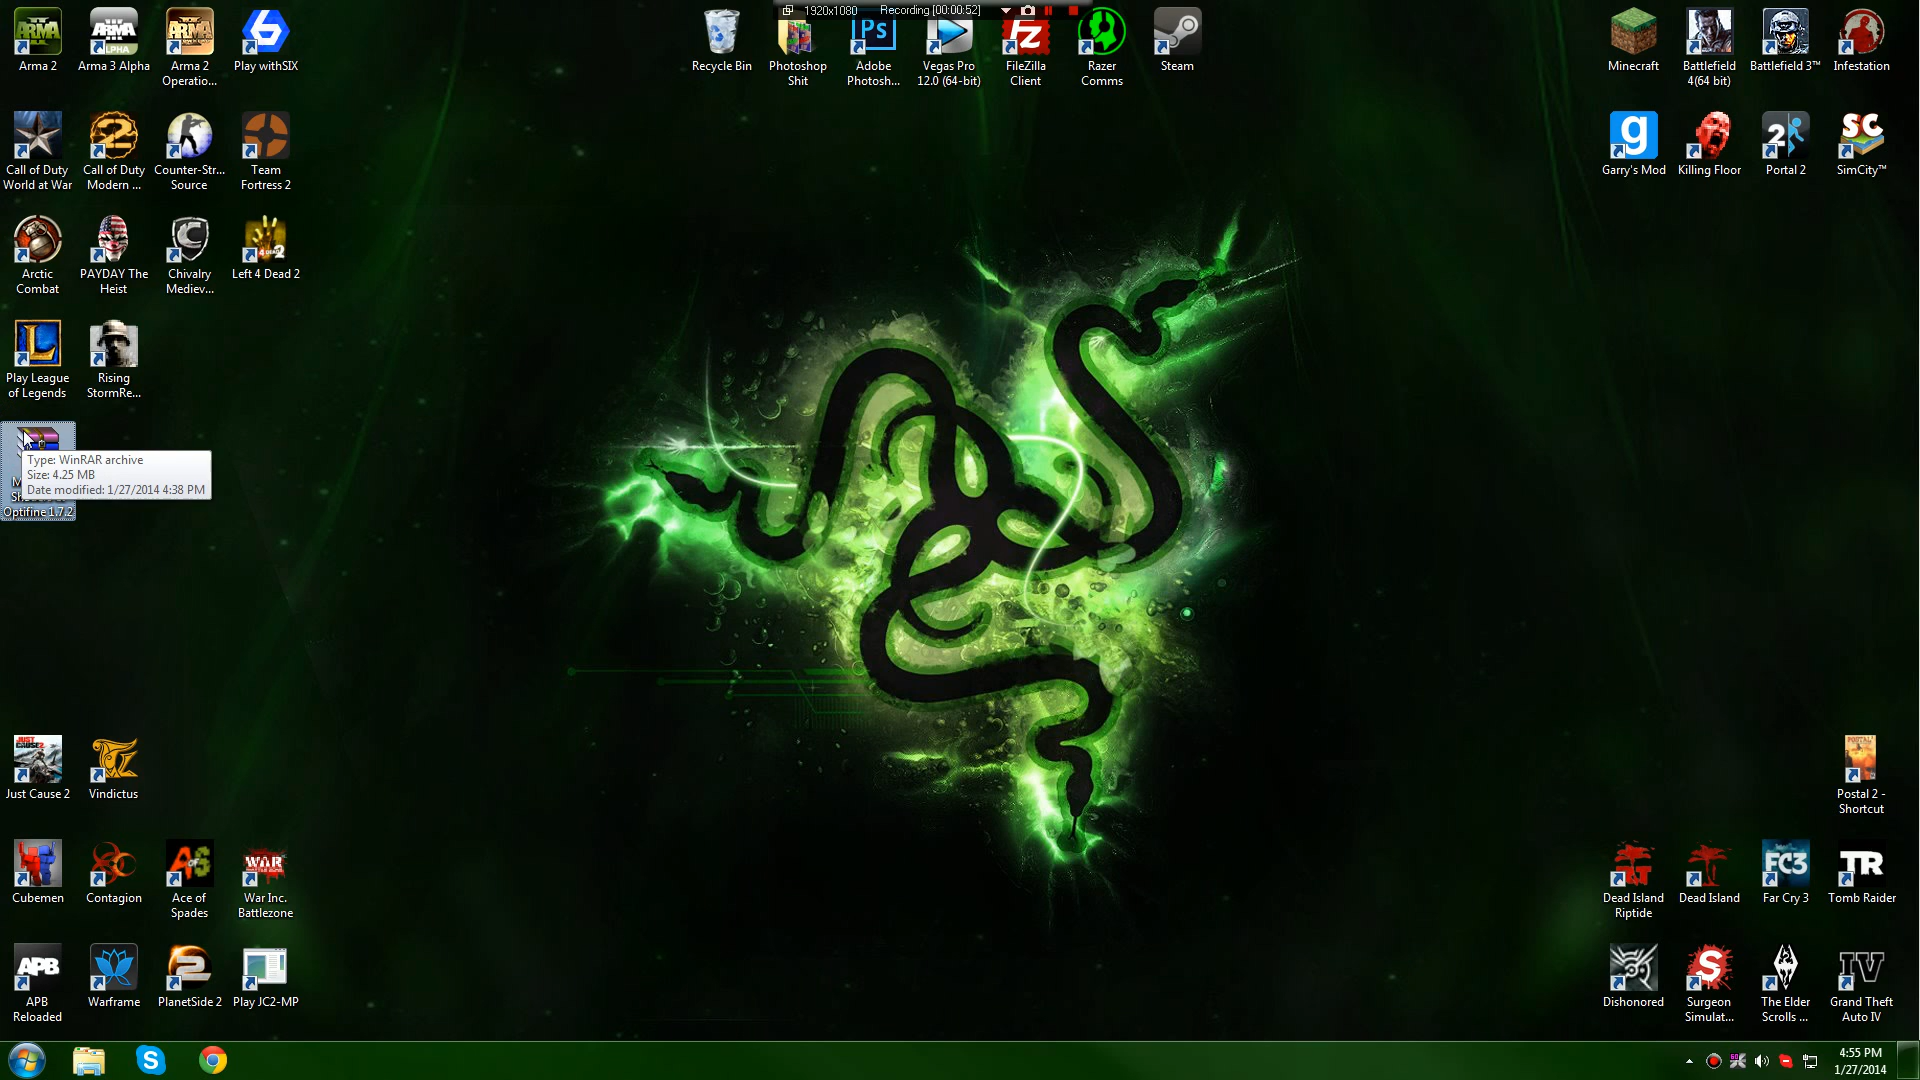 1920x1080 Recording [00:00:52]
Arma 2
Arma 3 Alpha
Arma 2
Operatio...
Play withSIX
Recycle Bin
Photoshop
Shit
Adobe
Photosh...
Vegas Pro
12.0 (64-bit)
FileZilla
Client
Razer
Comms
Steam
Minecraft
Battlefield
4(64 bit)
Battlefield 3™
Infestation
Call of Duty
World at War
Call of Duty
Modern ...
Counter-Str...
Source
Team
Fortress 2
Garry's Mod
Killing Floor
Portal 2
SimCity™
Arctic
Combat
PAYDAY The
Heist
Chivalry
Mediev...
Left 4 Dead 2
Play League
of Legends
Rising
StormRe...
Type: WinRAR archive
Size: 4.25 MB
Date modified: 1/27/2014 4:38 PM
Optifine 1.7.2
Just Cause 2
Vindictus
Postal 2 -
Shortcut
Cubemen
Contagion
Ace of
Spades
War Inc.
Battlezone
Dead Island
Riptide
Dead Island
Far Cry 3
Tomb Raider
APB
Reloaded
Warframe
PlanetSide 2
Play JC2-MP
Dishonored
Surgeon
Simulat...
The Elder
Scrolls ...
Grand Theft
Auto IV
4:55 PM
1/27/2014